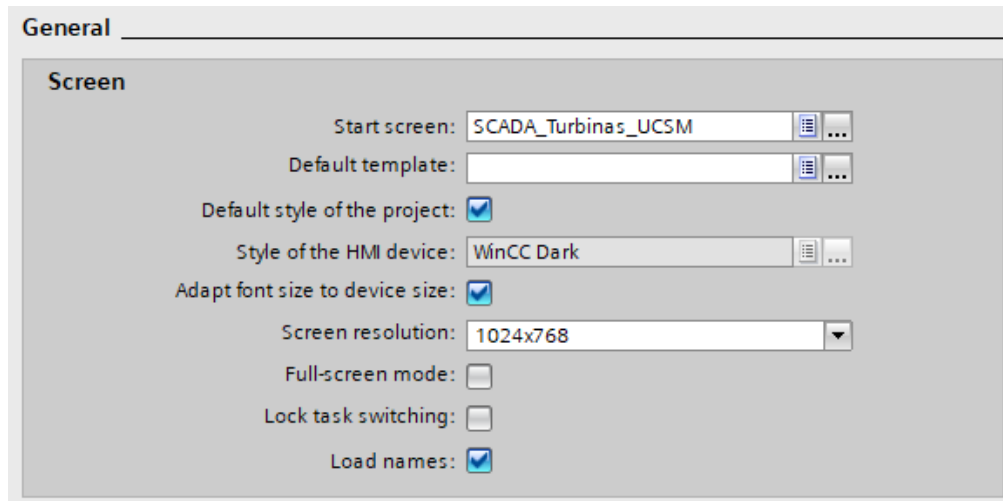 General
Screen
Start screen: SCADA_Turbinas_UCSM ...
Default template: ...
Default style of the project:
Style of the HMI device: WinCC Dark ...
Adapt font size to device size:
Screen resolution: 1024x768
Full-screen mode:
Lock task switching:
Load names: